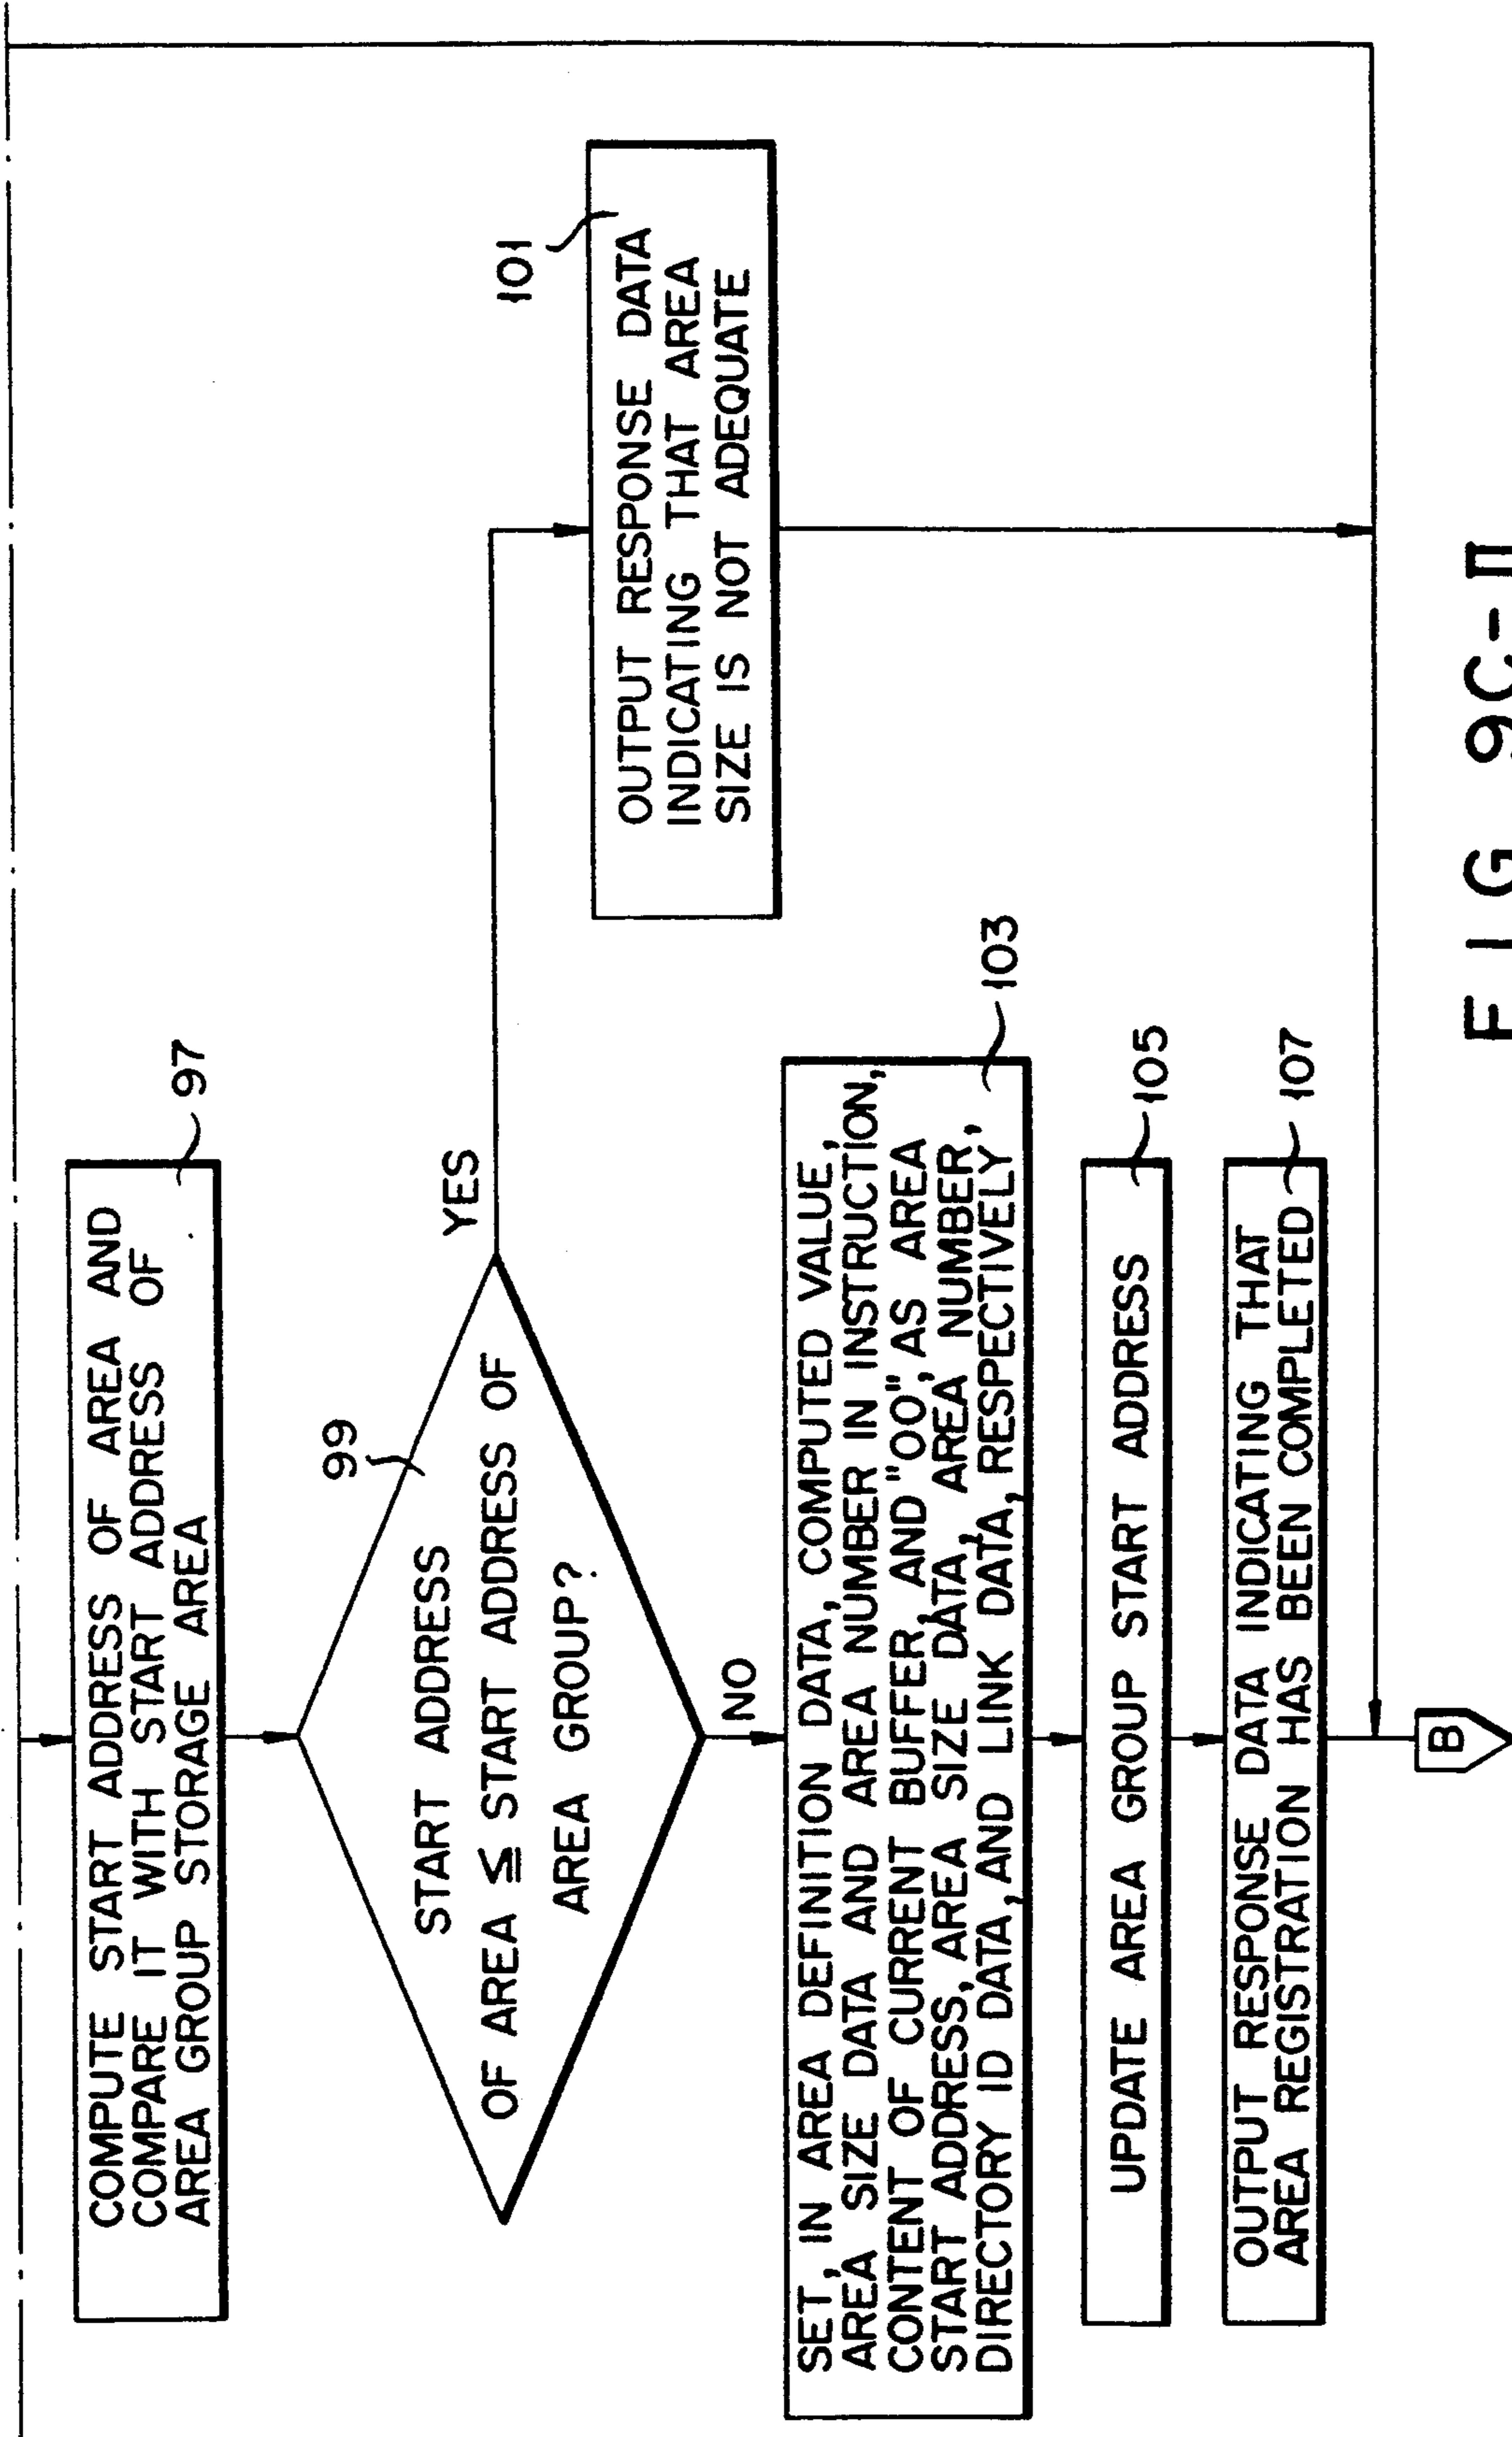 COMPUTE START ADDRESS OF AREA AND
COMPARE IT WITH START ADDRESS OF
AREA GROUP STORAGE AREA
97
99
START ADDRESS
OF AREA ≦ START ADDRESS OF
AREA GROUP?
YES
NO
101
OUTPUT RESPONSE DATA
INDICATING THAT AREA
SIZE IS NOT ADEQUATE
SET, IN AREA DEFINITION DATA, COMPUTED VALUE,
AREA SIZE DATA AND AREA NUMBER IN INSTRUCTION,
CONTENT OF CURRENT BUFFER, AND "00", AS AREA
START ADDRESS, AREA SIZE DATA, AREA NUMBER,
DIRECTORY ID DATA, AND LINK DATA, RESPECTIVELY
103
UPDATE AREA GROUP START ADDRESS
105
OUTPUT RESPONSE DATA INDICATING THAT
AREA REGISTRATION HAS BEEN COMPLETED
107
B
FIG 9C-II